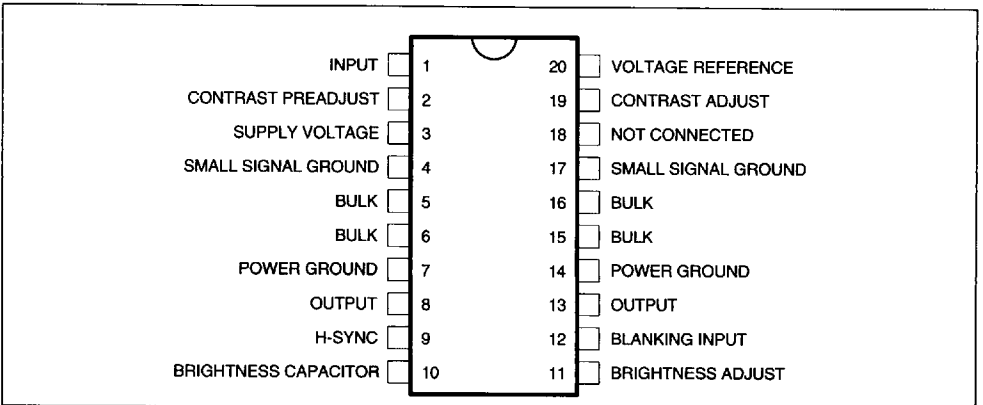 INPUT 1 20 VOLTAGE REFERENCE
CONTRAST PREADJUST 2 19 CONTRAST ADJUST
SUPPLY VOLTAGE 3 18 NOT CONNECTED
SMALL SIGNAL GROUND 4 17 SMALL SIGNAL GROUND
BULK 5 16 BULK
BULK 6 15 BULK
POWER GROUND 7 14 POWER GROUND
OUTPUT 8 13 OUTPUT
H-SYNC 9 12 BLANKING INPUT
BRIGHTNESS CAPACITOR 10 11 BRIGHTNESS ADJUST